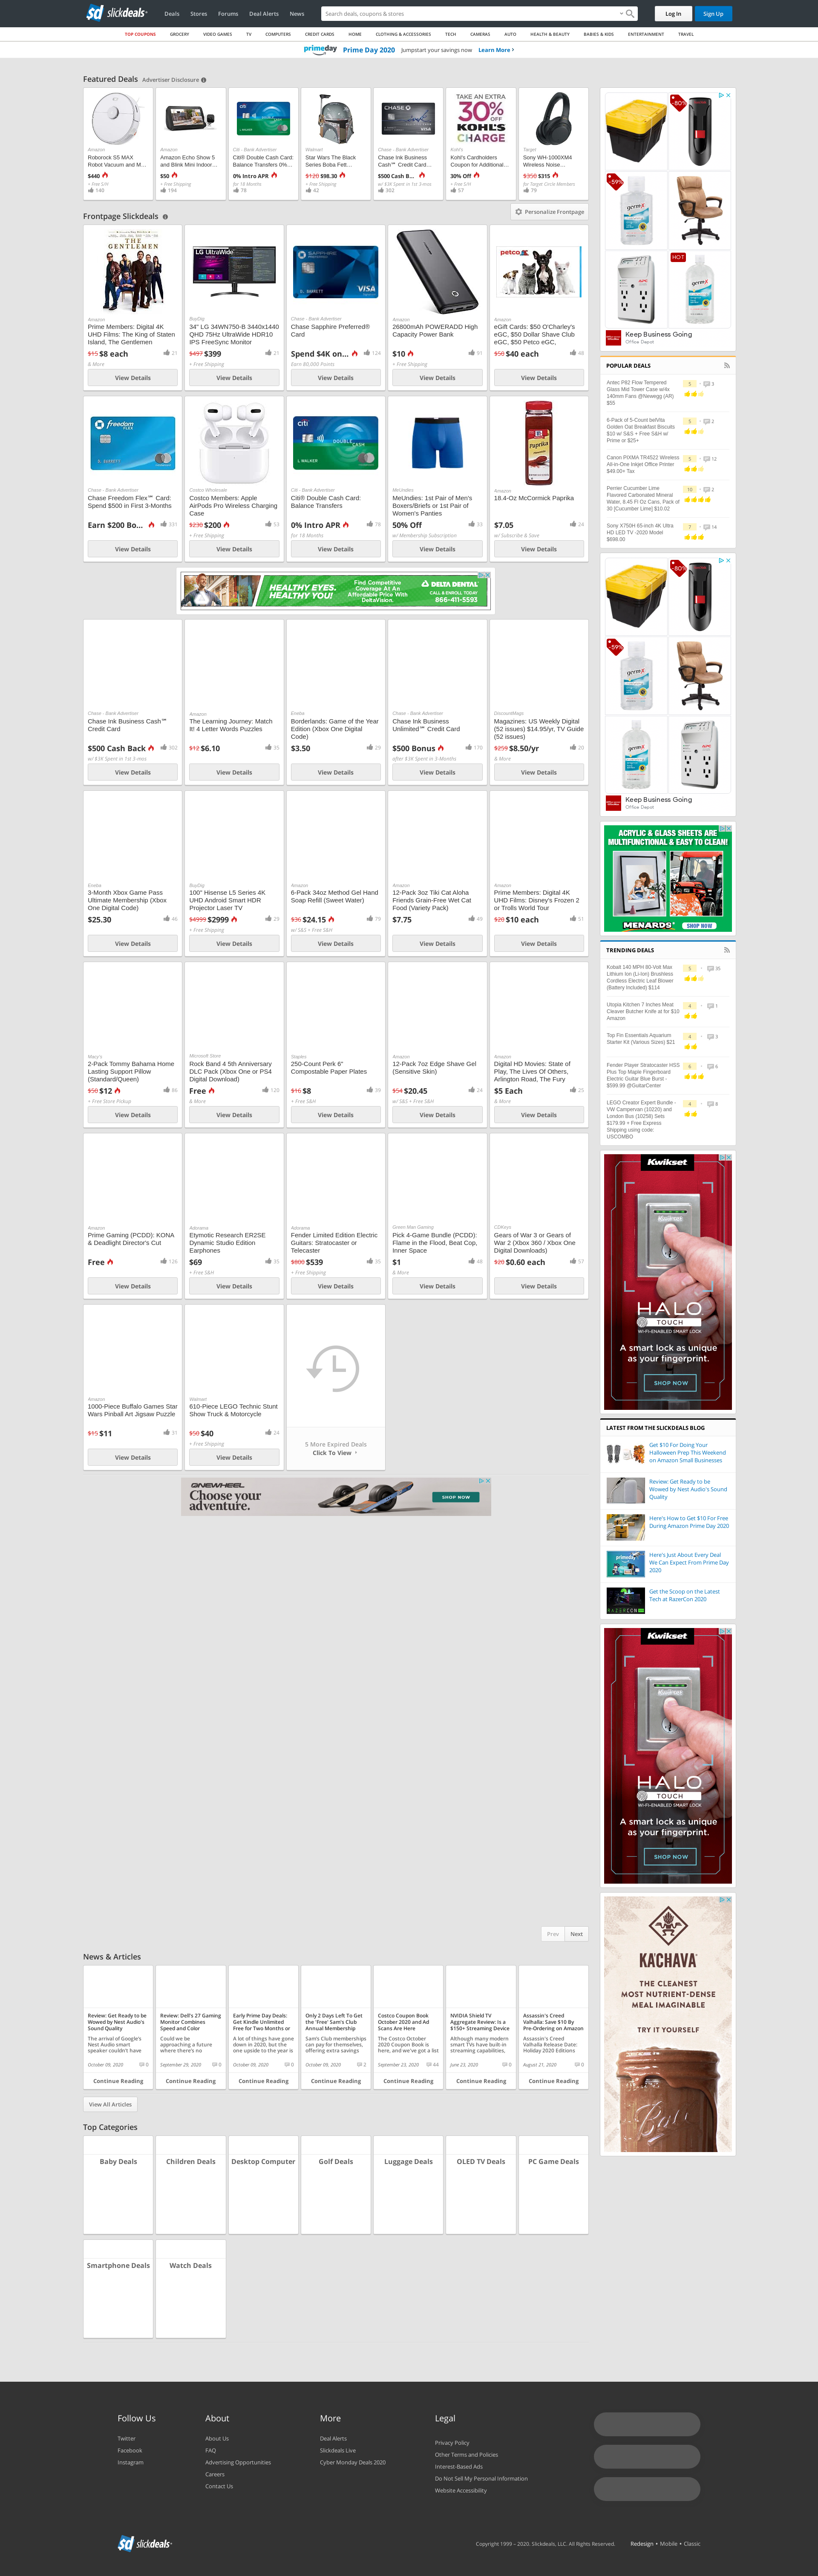 sd slickdeals
Deals
Stores
Forums
Deal Alerts
News
Search deals, coupons & stores
Log In
Sign Up
TOP COUPONS
GROCERY
VIDEO GAMES
TV
COMPUTERS
CREDIT CARDS
HOME
CLOTHING & ACCESSORIES
TECH
CAMERAS
AUTO
HEALTH & BEAUTY
BABIES & KIDS
ENTERTAINMENT
TRAVEL
primeday Prime Day 2020 Jumpstart your savings now Learn More
Featured Deals Advertiser Disclosure
Amazon
Roborock S5 MAX
Robot Vacuum and M...
$440
+ Free S/H
140
Amazon
Amazon Echo Show 5
and Blink Mini Indoor...
$50
+ Free Shipping
194
Citi - Bank Advertiser
Citi® Double Cash Card:
Balance Transfers 0%...
0% Intro APR
for 18 Months
78
Walmart
Star Wars The Black
Series Boba Fett...
$120 $98.30
+ Free Shipping
42
Chase - Bank Advertiser
Chase Ink Business
Cash℠ Credit Card...
$500 Cash B...
w/ $3K Spent in 1st 3-mos
302
TAKE AN EXTRA
30% OFF
KOHL'S CHARGE
Kohl's
Kohl's Cardholders
Coupon for Additional...
30% Off
+ Free S/H
57
Target
Sony WH-1000XM4
Wireless Noise...
$350 $315
for Target Circle Members
79
Frontpage Slickdeals
Personalize Frontpage
THE GENTLEMEN
Amazon
Prime Members: Digital 4K
UHD Films: The King of Staten
Island, The Gentlemen
$15 $8 each
21
& More
View Details
LG UltraWide
BuyDig
34" LG 34WN750-B 3440x1440
QHD 75Hz UltraWide HDR10
IPS FreeSync Monitor
$497 $399
21
+ Free Shipping
View Details
Chase - Bank Advertiser
Chase Sapphire Preferred®
Card
Spend $4K on...
124
Earn 60,000 Points
View Details
Amazon
26800mAh POWERADD High
Capacity Power Bank
$10
91
+ Free Shipping
View Details
petco
Amazon
eGift Cards: $50 O'Charley's
eGC, $50 Dollar Shave Club
eGC, $50 Petco eGC,
$50 $40 each
48
View Details
freedom FLEX
Chase - Bank Advertiser
Chase Freedom Flex℠ Card:
Spend $500 in First 3-Months
Earn $200 Bo...
331
View Details
Costco Wholesale
Costco Members: Apple
AirPods Pro Wireless Charging
Case
$230 $200
53
+ Free Shipping
View Details
citi DOUBLE CASH
L WALKER
Citi - Bank Advertiser
Citi® Double Cash Card:
Balance Transfers
0% Intro APR
78
for 18 Months
View Details
MeUndies
MeUndies: 1st Pair of Men's
Boxers/Briefs or 1st Pair of
Women's Panties
50% Off
33
w/ Membership Subscription
View Details
Paprika
Amazon
18.4-Oz McCormick Paprika
$7.05
24
w/ Subscribe & Save
View Details
HEALTHY EYES.
HEALTHY YOU!
Find Competitive
Coverage At An
Affordable Price With
DeltaVision.
DELTA DENTAL
CALL & ENROLL TODAY
866-411-5593
Chase - Bank Advertiser
Chase Ink Business Cash℠
Credit Card
$500 Cash Back
302
w/ $3K Spent in 1st 3-mos
View Details
Amazon
The Learning Journey: Match
It! 4 Letter Words Puzzles
$12 $6.10
35
View Details
Eneba
Borderlands: Game of the Year
Edition (Xbox One Digital
Code)
$3.50
29
View Details
Chase - Bank Advertiser
Chase Ink Business
Unlimited℠ Credit Card
$500 Bonus
170
after $3K Spent in 3-Months
View Details
DiscountMags
Magazines: US Weekly Digital
(52 issues) $14.95/yr, TV Guide
(52 issues)
$259 $8.50/yr
20
& More
View Details
Eneba
3-Month Xbox Game Pass
Ultimate Membership (Xbox
One Digital Code)
$25.30
46
View Details
BuyDig
100" Hisense L5 Series 4K
UHD Android Smart HDR
Projector Laser TV
$4999 $2999
29
+ Free Shipping
View Details
Amazon
6-Pack 34oz Method Gel Hand
Soap Refill (Sweet Water)
$36 $24.15
79
w/ S&S + Free S&H
View Details
Amazon
12-Pack 3oz Tiki Cat Aloha
Friends Grain-Free Wet Cat
Food (Variety Pack)
$7.75
49
View Details
Amazon
Prime Members: Digital 4K
UHD Films: Disney's Frozen 2
or Trolls World Tour
$20 $10 each
51
View Details
Macy's
2-Pack Tommy Bahama Home
Lasting Support Pillow
(Standard/Queen)
$50 $12
86
+ Free Store Pickup
View Details
Microsoft Store
Rock Band 4 5th Anniversary
DLC Pack (Xbox One or PS4
Digital Download)
Free
120
& More
View Details
Staples
250-Count Perk 6"
Compostable Paper Plates
$16 $8
30
+ Free S&H
View Details
Amazon
12-Pack 7oz Edge Shave Gel
(Sensitive Skin)
$54 $20.45
24
w/ S&S + Free S&H
View Details
Amazon
Digital HD Movies: State of
Play, The Lives Of Others,
Arlington Road, The Fury
$5 Each
25
& More
View Details
Amazon
Prime Gaming (PCDD): KONA
& Deadlight Director's Cut
Free
126
View Details
Adorama
Etymotic Research ER2SE
Dynamic Studio Edition
Earphones
$69
35
+ Free S&H
View Details
Adorama
Fender Limited Edition Electric
Guitars: Stratocaster or
Telecaster
$800 $539
35
+ Free Shipping
View Details
Green Man Gaming
Pick 4-Game Bundle (PCDD):
Flame in the Flood, Beat Cop,
Inner Space
$1
48
& More
View Details
CDKeys
Gears of War 3 or Gears of
War 2 (Xbox 360 / Xbox One
Digital Downloads)
$20 $0.60 each
57
View Details
Amazon
1000-Piece Buffalo Games Star
Wars Pinball Art Jigsaw Puzzle
$15 $11
31
View Details
Walmart
610-Piece LEGO Technic Stunt
Show Truck & Motorcycle
$50 $40
24
+ Free Shipping
View Details
5 More Expired Deals
Click To View
ONEWHEEL
Choose your
adventure.
SHOP NOW
Prev
Next
News & Articles
Review: Get Ready to be
Wowed by Nest Audio's
Sound Quality
The arrival of Google's
Nest Audio smart
speaker couldn't have
October 09, 2020
0
Continue Reading
Review: Dell's 27 Gaming
Monitor Combines
Speed and Color
Could we be
approaching a future
where there's no
September 29, 2020
0
Continue Reading
Early Prime Day Deals:
Get Kindle Unlimited
Free for Two Months or
A lot of things have gone
down in 2020, but the
one upside to the year is
October 09, 2020
0
Continue Reading
Only 2 Days Left To Get
the 'Free' Sam's Club
Annual Membership
Sam's Club memberships
can pay for themselves,
offering extra savings
October 09, 2020
2
Continue Reading
Costco Coupon Book
October 2020 and Ad
Scans Are Here
The Costco October
2020 Coupon Book is
here, and we've got a list
September 23, 2020
44
Continue Reading
NVIDIA Shield TV
Aggregate Review: Is a
$150+ Streaming Device
Although many modern
smart TVs have built-in
streaming capabilities,
June 23, 2020
0
Continue Reading
Assassin's Creed
Valhalla: Save $10 By
Pre-Ordering on Amazon
Assassin's Creed
Valhalla Release Date:
Holiday 2020 Editions
August 21, 2020
0
Continue Reading
View All Articles
Top Categories
Baby Deals
Children Deals
Desktop Computer
Golf Deals
Luggage Deals
OLED TV Deals
PC Game Deals
Smartphone Deals
Watch Deals
-80%
-59%
germ-x
HOT
Keep Business Going
Office Depot
POPULAR DEALS
Antec P82 Flow Tempered
Glass Mid Tower Case w/4x
140mm Fans @Newegg (AR)
$55
5
3
6-Pack of 5-Count belVita
Golden Oat Breakfast Biscuits
$10 w/ S&S + Free S&H w/
Prime or $25+
5
2
Canon PIXMA TR4522 Wireless
All-in-One Inkjet Office Printer
$49.00+ Tax
5
12
Perrier Cucumber Lime
Flavored Carbonated Mineral
Water, 8.45 Fl Oz Cans, Pack of
30 [Cucumber Lime] $10.02
10
2
Sony X750H 65-inch 4K Ultra
HD LED TV -2020 Model
$698.00
7
14
-80%
-59%
germ-x
Keep Business Going
Office Depot
ACRYLIC & GLASS SHEETS ARE
MULTIFUNCTIONAL & EASY TO CLEAN!
MENARDS
SHOP NOW
TRENDING DEALS
Kobalt 140 MPH 80-Volt Max
Lithium Ion (Li-Ion) Brushless
Cordless Electric Leaf Blower
(Battery Included) $114
5
35
Utopia Kitchen 7 Inches Meat
Cleaver Butcher Knife at for $10
Amazon
4
1
Top Fin Essentials Aquarium
Starter Kit (Various Sizes) $21
4
3
Fender Player Stratocaster HSS
Plus Top Maple Fingerboard
Electric Guitar Blue Burst -
$599.99 @GuitarCenter
6
6
LEGO Creator Expert Bundle -
VW Campervan (10220) and
London Bus (10258) Sets
$179.99 + Free Express
Shipping using code:
USCOMBO
4
8
Kwikset
HALO
TOUCH
WI-FI-ENABLED SMART LOCK
A smart lock as unique
as your fingerprint.
SHOP NOW
LATEST FROM THE SLICKDEALS BLOG
Get $10 For Doing Your
Halloween Prep This Weekend
on Amazon Small Businesses
Review: Get Ready to be
Wowed by Nest Audio's Sound
Quality
Here's How to Get $10 For Free
During Amazon Prime Day 2020
Here's Just About Every Deal
We Can Expect From Prime Day
2020
Get the Scoop on the Latest
Tech at RazerCon 2020
Kwikset
HALO
TOUCH
WI-FI-ENABLED SMART LOCK
A smart lock as unique
as your fingerprint.
SHOP NOW
KA'CHAVA
THE CLEANEST
MOST NUTRIENT-DENSE
MEAL IMAGINABLE
TRY IT YOURSELF
Follow Us
Twitter
Facebook
Instagram
About
About Us
FAQ
Advertising Opportunities
Careers
Contact Us
More
Deal Alerts
Slickdeals Live
Cyber Monday Deals 2020
Legal
Privacy Policy
Other Terms and Policies
Interest-Based Ads
Do Not Sell My Personal Information
Website Accessibility
sd slickdeals
Copyright 1999 - 2020. Slickdeals, LLC. All Rights Reserved.
Redesign • Mobile • Classic